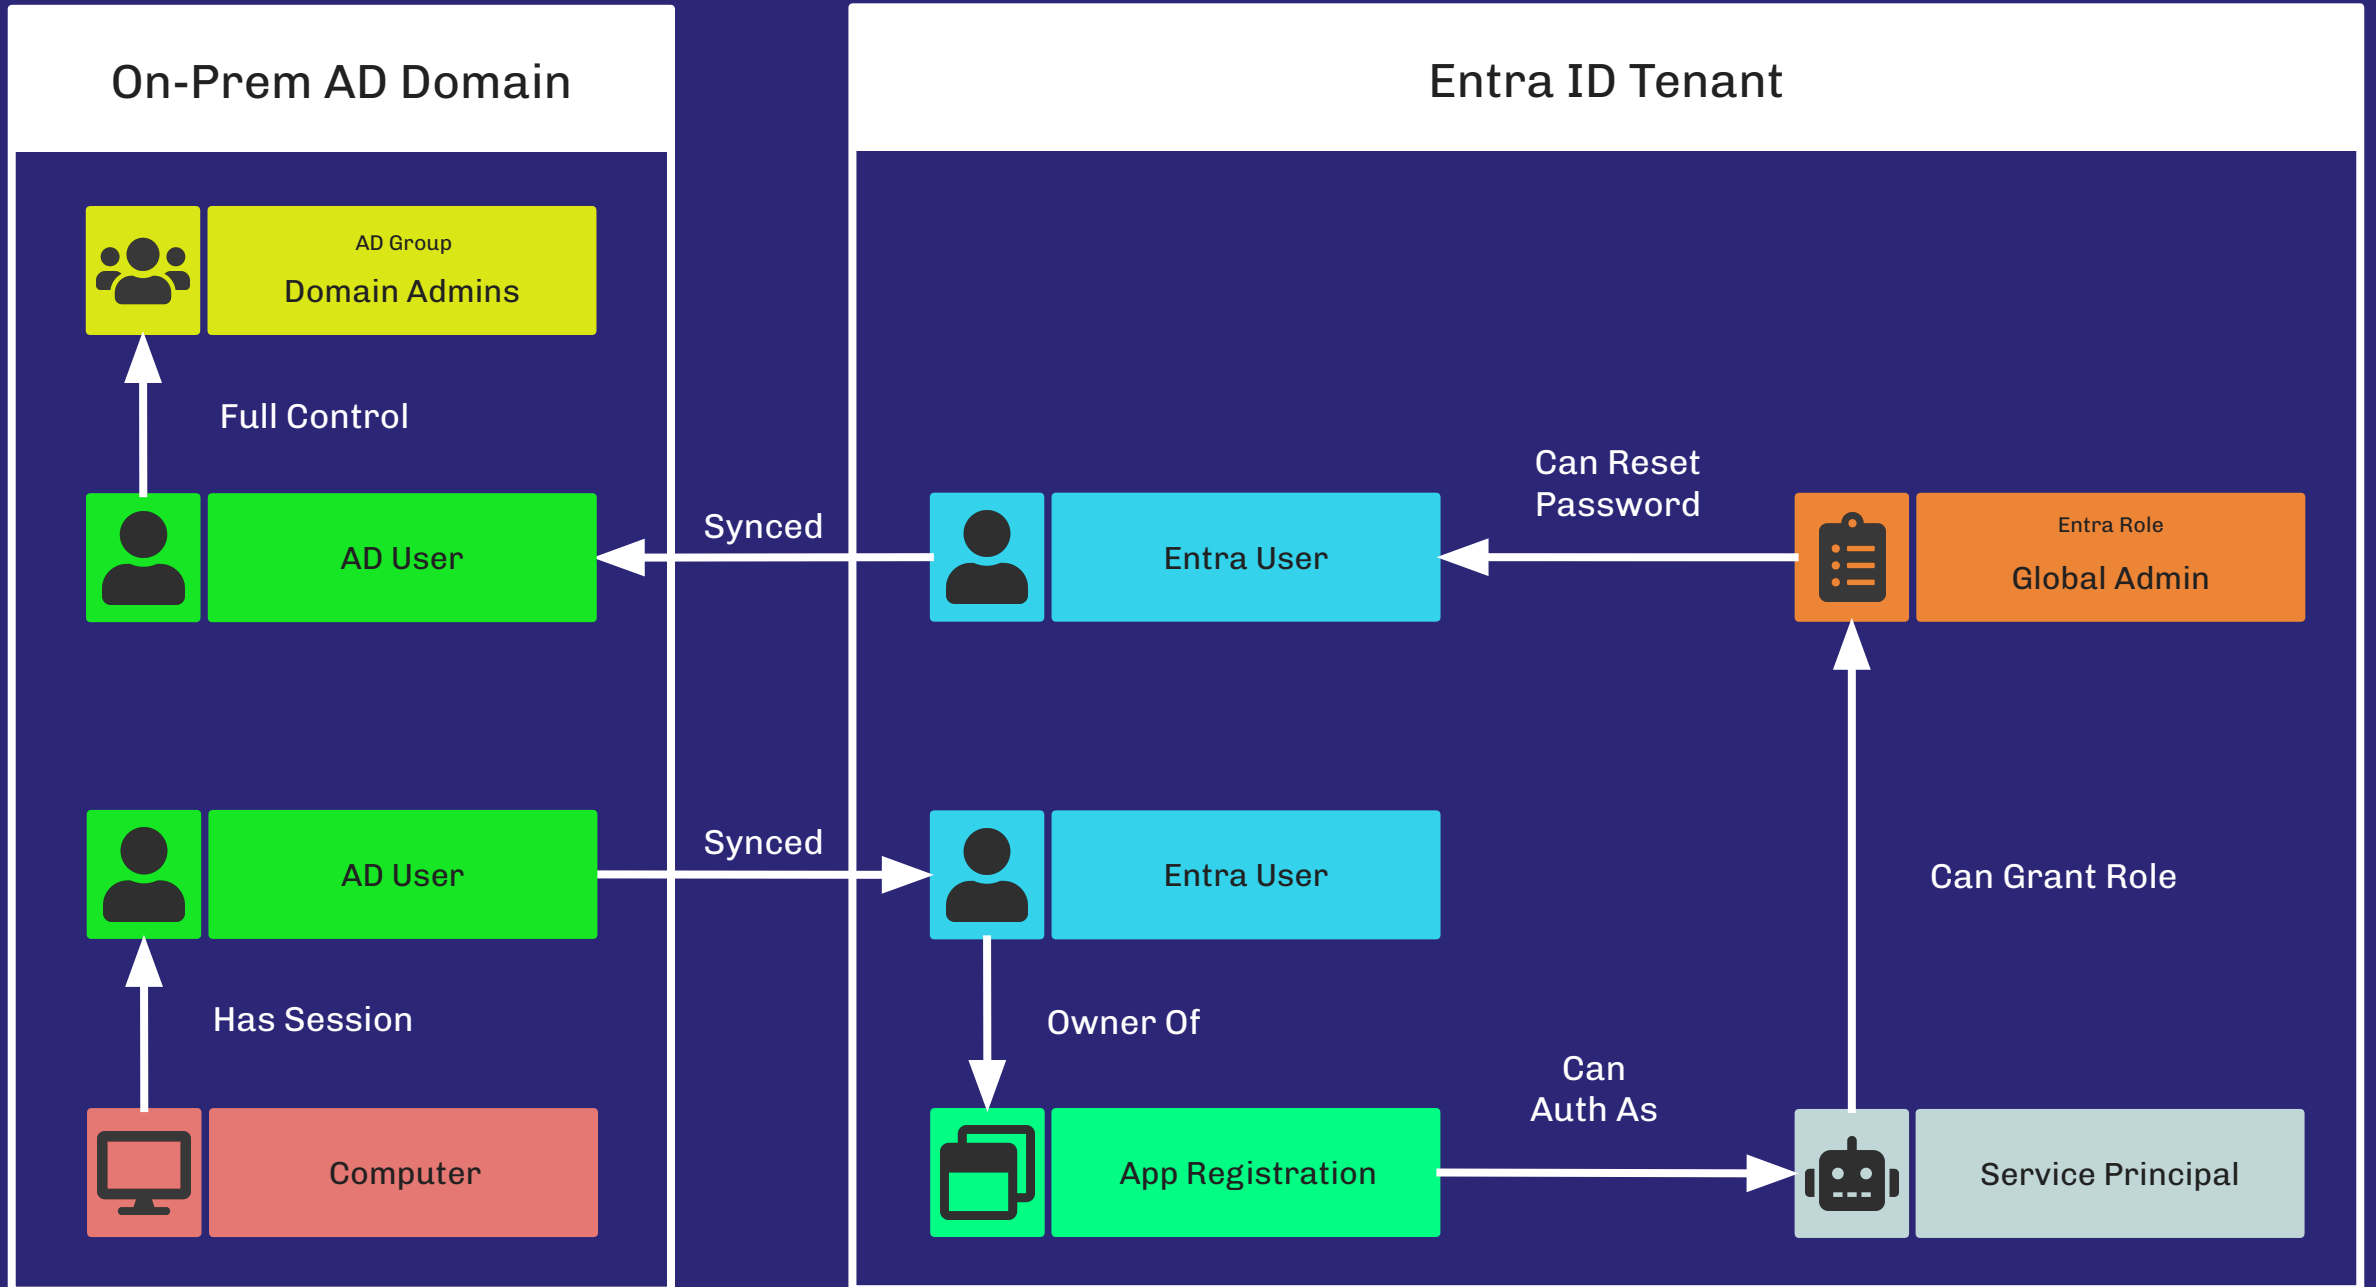 On-Prem AD Domain
Entra ID Tenant
AD Group
Domain Admins
Full Control
AD User
Synced
Entra User
Can Reset
Password
Entra Role
Global Admin
AD User
Synced
Entra User
Can Grant Role
Has Session
Owner Of
Can
Auth As
Computer
App Registration
Service Principal